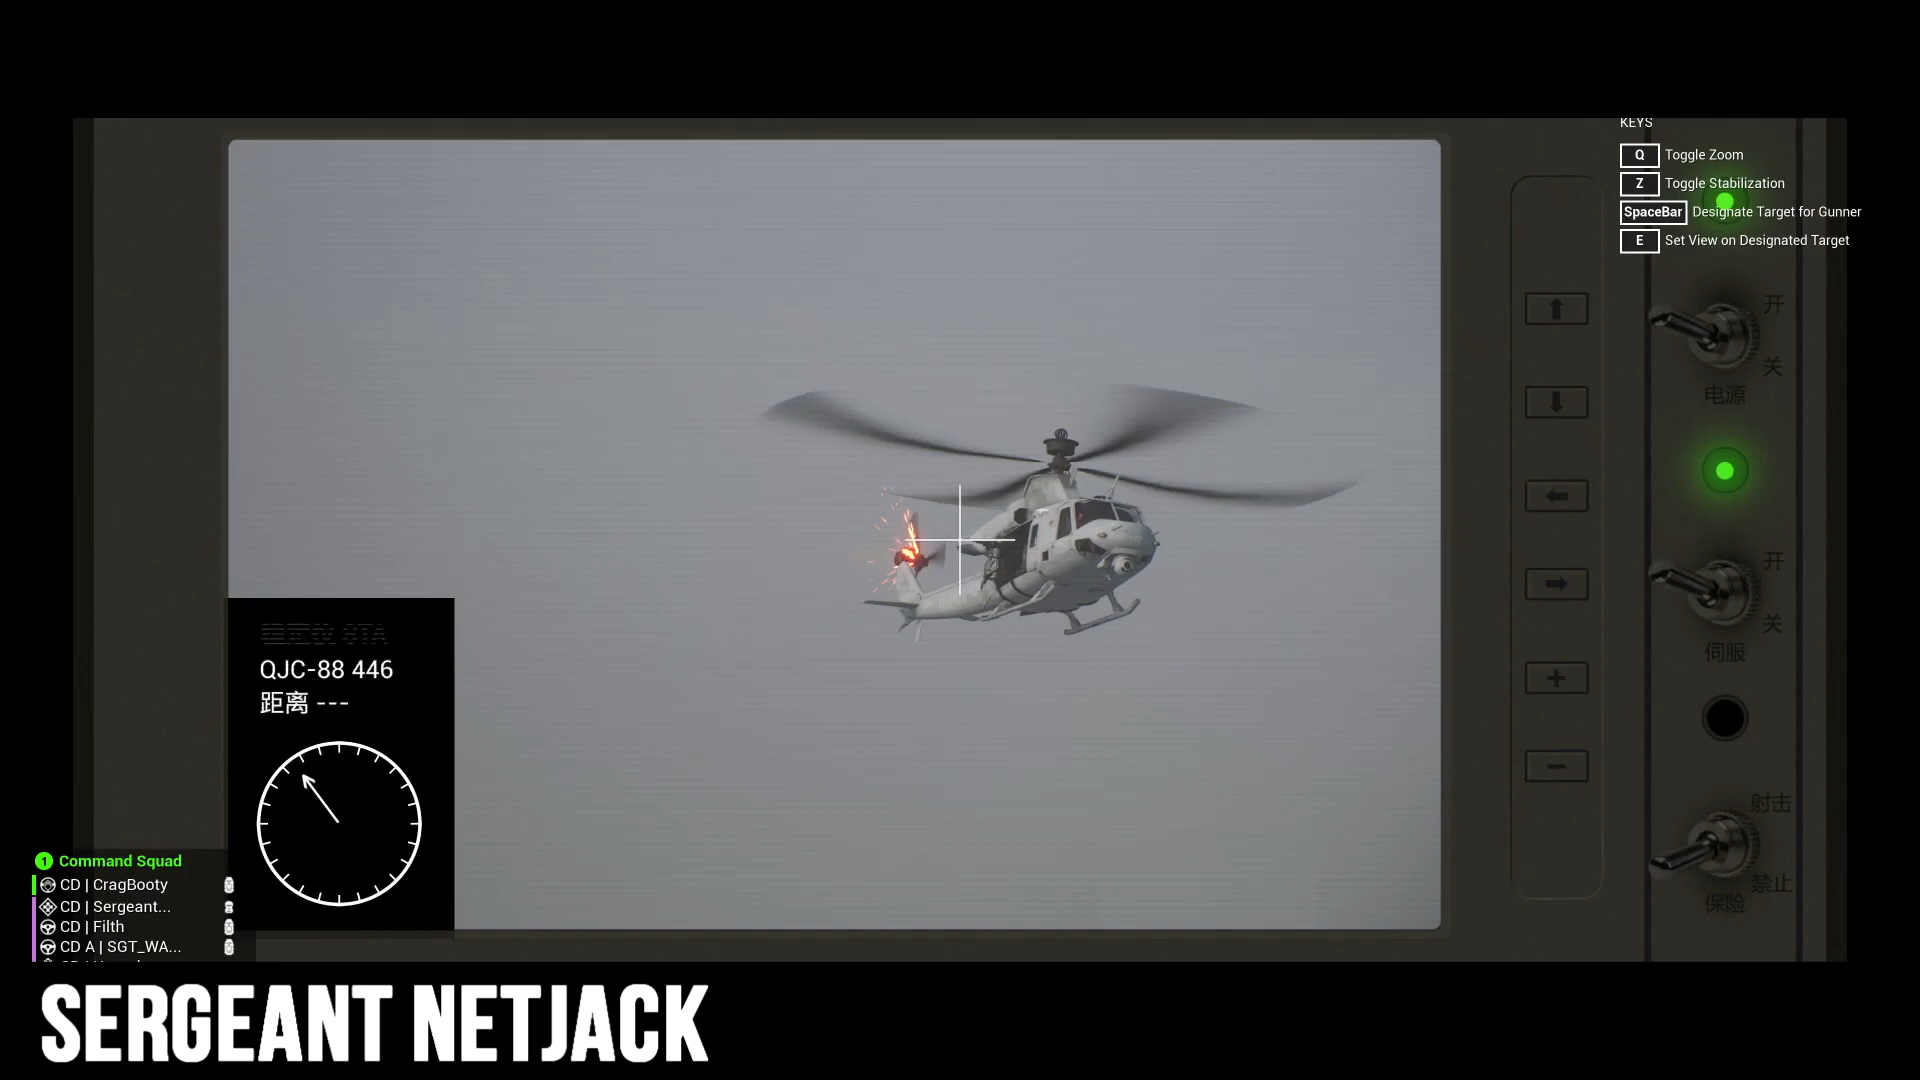 KEYS
Q Toggle Zoom
Z Toggle Stabilization
SpaceBar Designate Target for Gunner
E Set View on Designated Target
开
关
电源
开
关
伺服
射击
禁止
保险
QJC-88 446
距离 ---
1 Command Squad
CD | CragBooty
CD | Sergeant...
CD | Filth
CD A | SGT_WA...
SERGEANT NETJACK